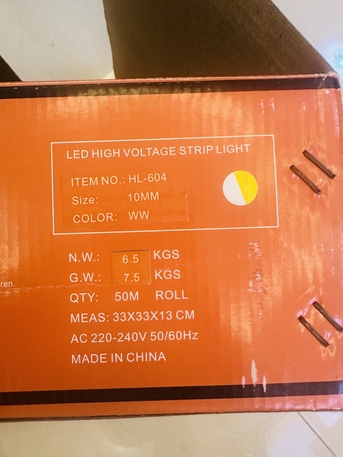 LED HIGH VOLTAGE STRIP LIGHT
ITEM NO.: HL-604
Size: 10MM
COLOR: WW
N.W.: 6.5 KGS
G.W.: 7.5 KGS
QTY: 50M ROLL
MEAS: 33X33X13 CM
AC 220-240V 50/60Hz
MADE IN CHINA
ren.